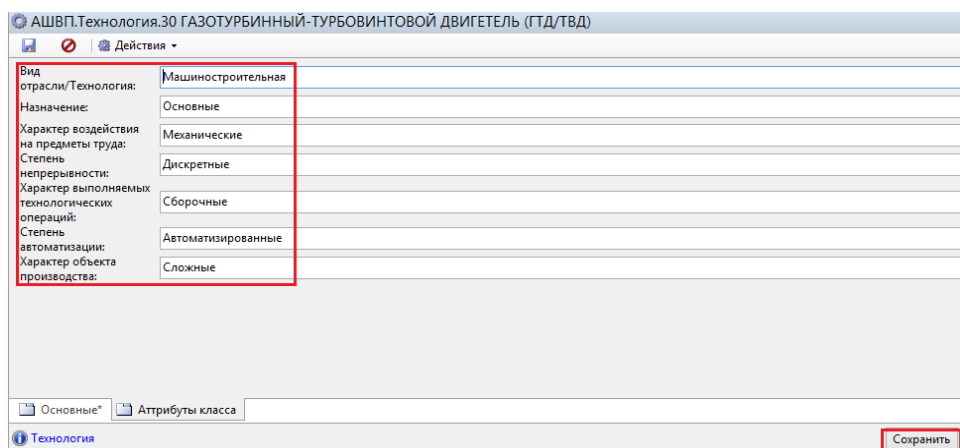 АШВП.Технология.30 ГАЗОТУРБИННЫЙ-ТУРБОВИНТОВОЙ ДВИГЕТЕЛЬ (ГТД/ТВД)
Действия
Вид
отрасли/Технология:
Машиностроительная
Назначение:
Основные
Характер воздействия
на предметы труда:
Механические
Степень
непрерывности:
Дискретные
Характер выполняемых
технологических
операций:
Сборочные
Степень
автоматизации:
Автоматизированные
Характер объекта
производства:
Сложные
Основные* Аттрибуты класса
Технология Сохранить